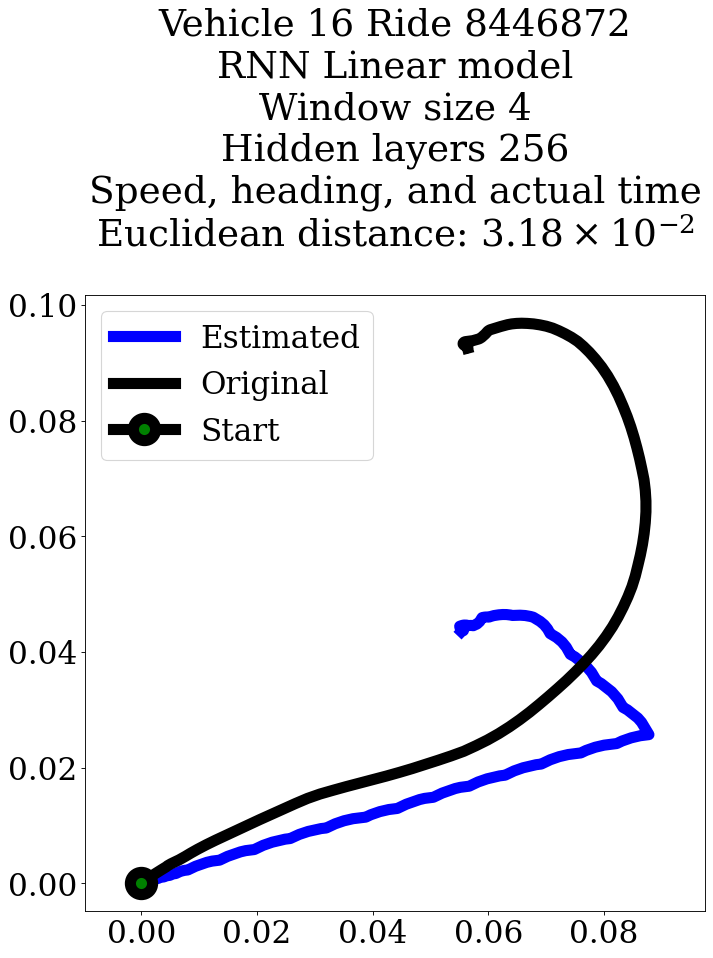 Vehicle 16 Ride 8446872
RNN Linear model
Window size 4
Hidden layers 256
Speed, heading, and actual time
Euclidean distance: 3.18 × 10⁻²
0.10
0.08
0.06
0.04
0.02
0.00
Estimated
Original
Start
0.00 0.02 0.04 0.06 0.08